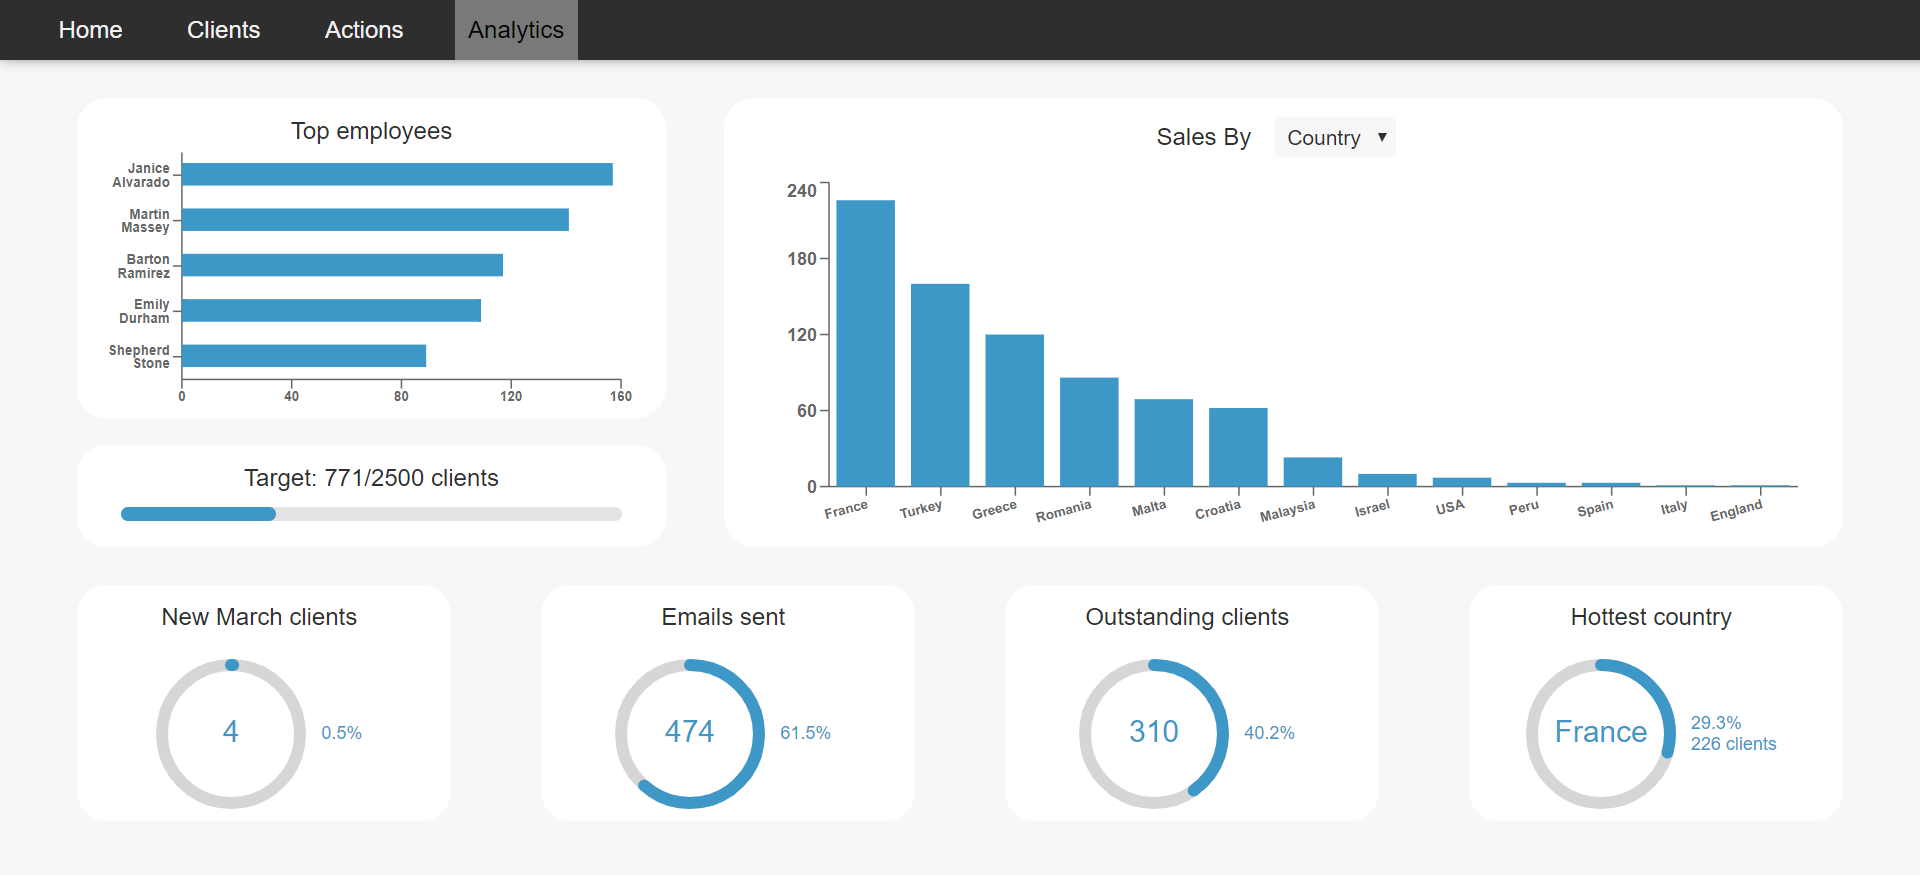 Home Clients Actions Analytics
Top employees
Janice
Alvarado
Martin
Massey
Barton
Ramirez
Emily
Durham
Shepherd
Stone
0 40 80 120 160
Target: 771/2500 clients
Sales By Country ▼
240
180
120
60
0
France Turkey Greece Romania Malta Croatia Malaysia Israel USA Peru Spain Italy England
New March clients
4
0.5%
Emails sent
474
61.5%
Outstanding clients
310
40.2%
Hottest country
France
29.3%
226 clients